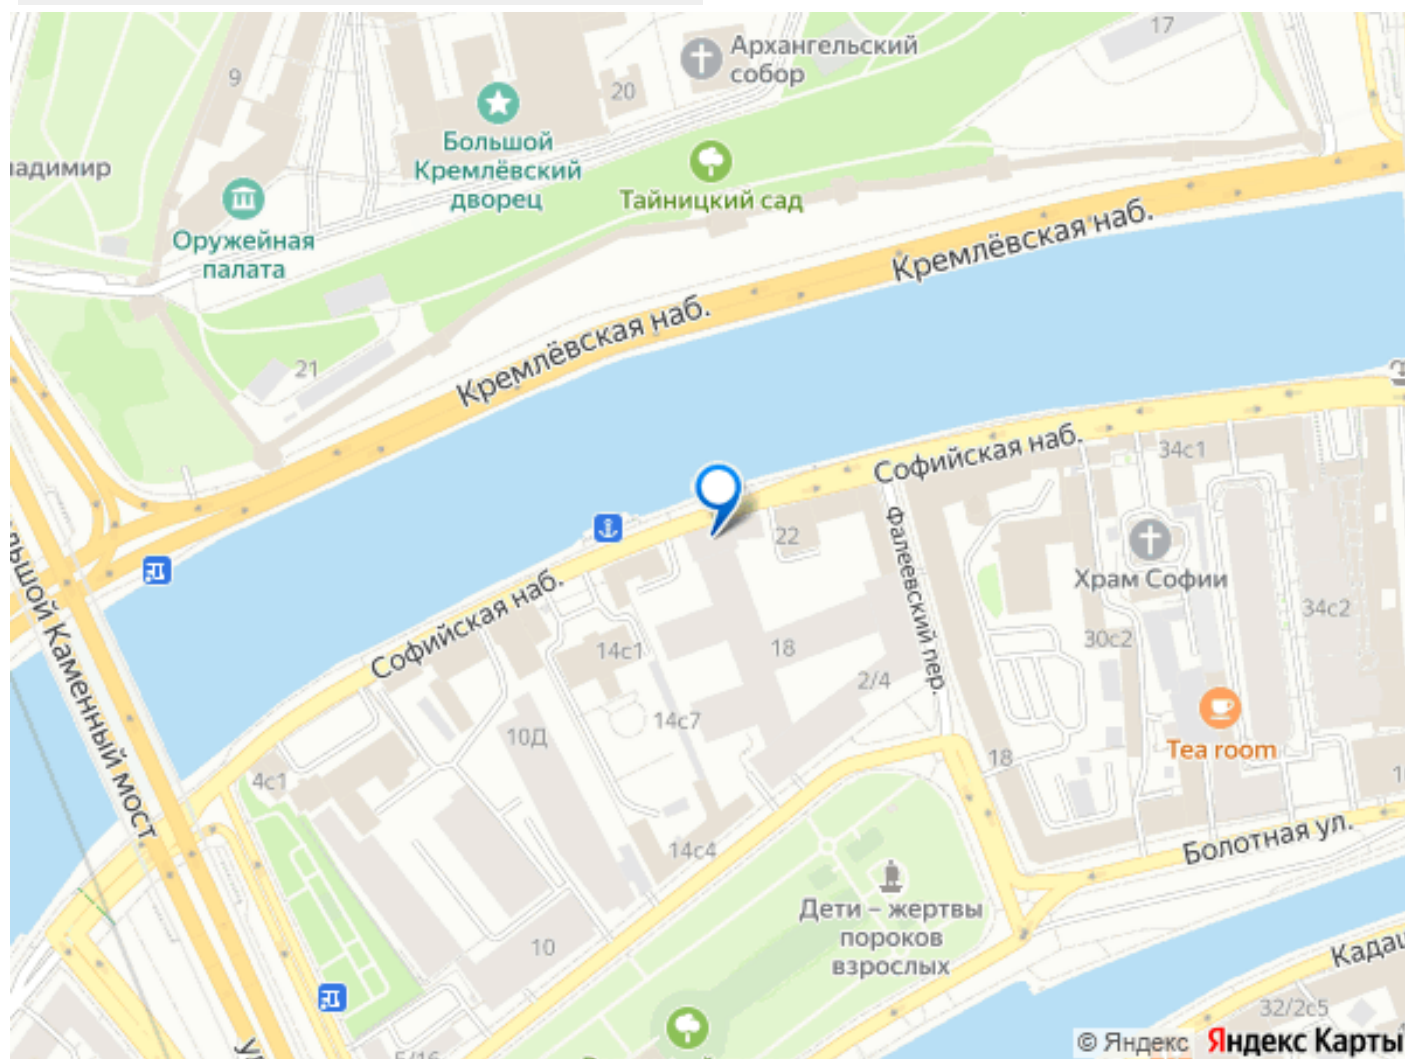 17
Архангельский
собор
9
20
Большой
Кремлёвский
дворец
Тайницкий сад
Оружейная
палата
Кремлёвская наб.
Кремлёвская наб.
21
Софийская наб.
34с1
22
Фалеевский пер.
Храм Софии
Софийская наб.
14с1
18
34с2
30с2
2/4
14с7
10Д
Tea room
18
4с1
Каменный мост
14с4
Болотная ул.
Дети – жертвы
пороков
взрослых
10
32/2с5
© Яндекс Яндекс Карты